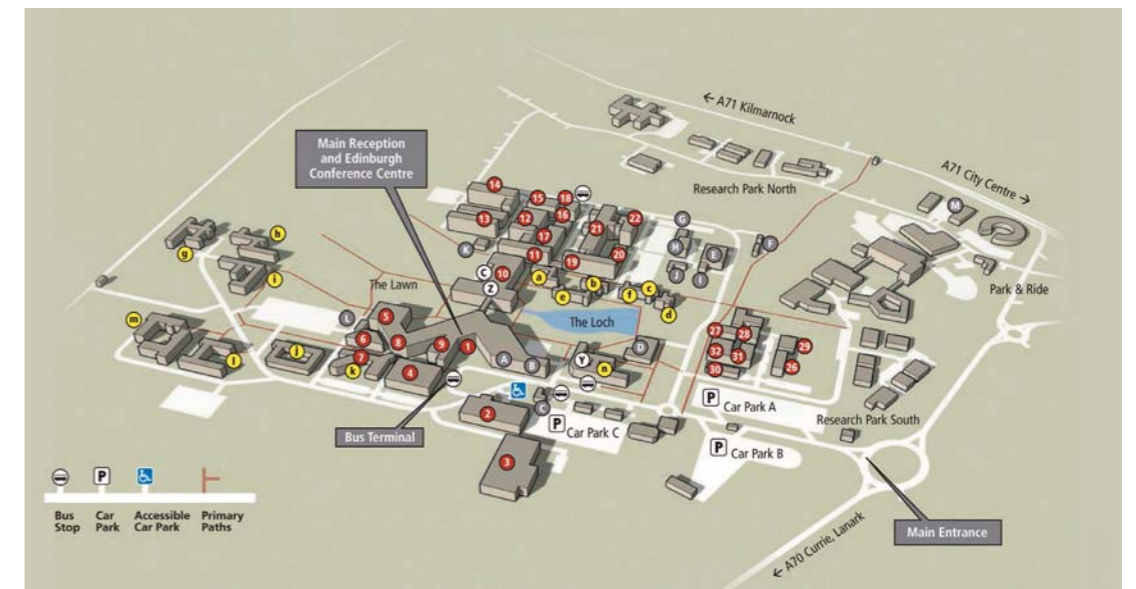 ← A71 Kilmarnock
A71 City Centre →
Main Reception
and Edinburgh
Conference Centre
Research Park North
14
15
18
13
12
16
21
22
G
M
h
K
17
H
E
F
g
11
19
20
J
I
C
10
a
b
i
Z
e
f
c
d
Park & Ride
The Lawn
The Loch
5
L
m
6
8
9
1
D
27
28
29
l
j
7
A
Y
32
31
k
4
B
n
30
26
2
C
P
Car Park A
Bus Terminal
P
Car Park C
Research Park South
3
P
Car Park B
P
Bus
Stop
Car
Park
Accessible
Car Park
Primary
Paths
Main Entrance
← A70 Currie, Lanark